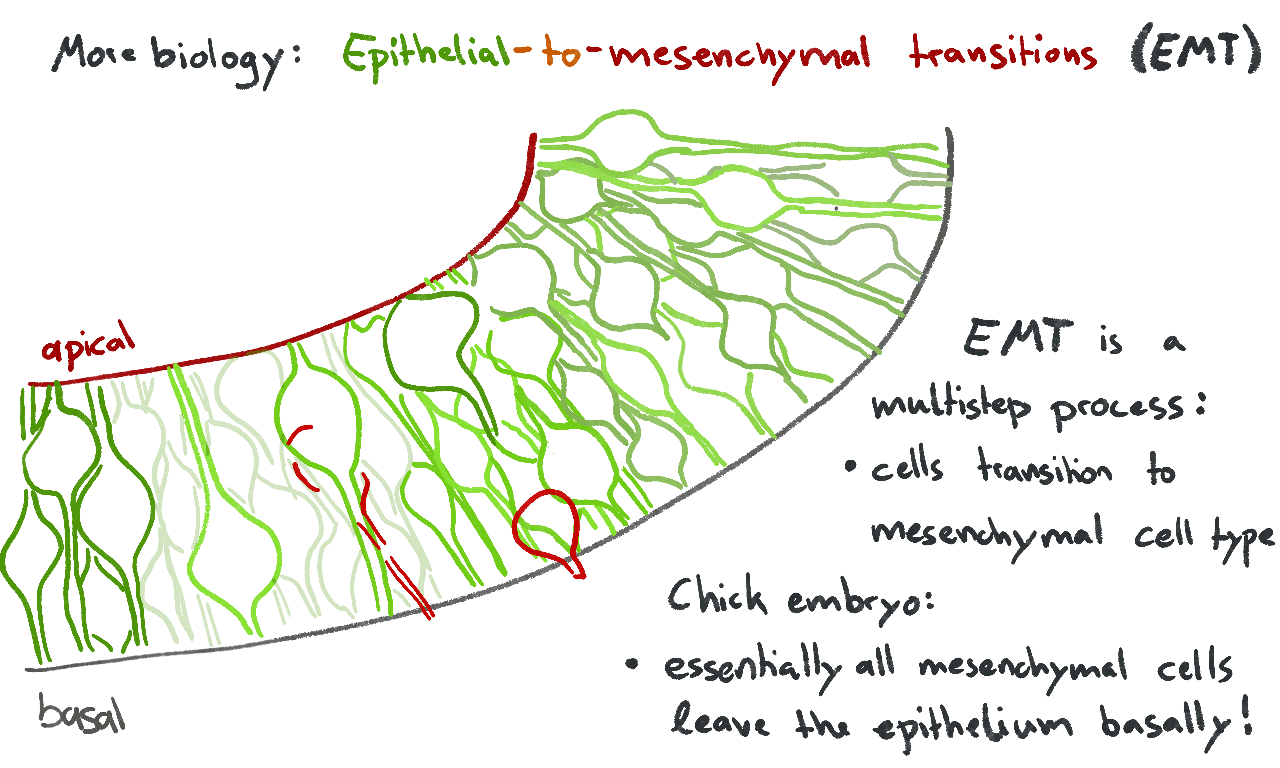 More biology: Epithelial-to-mesenchymal transitions (EMT)
apical
EMT is a
multistep process:
• cells transition to
mesenchymal cell type
Chick embryo:
• essentially all mesenchymal cells
leave the epithelium basally!
basal